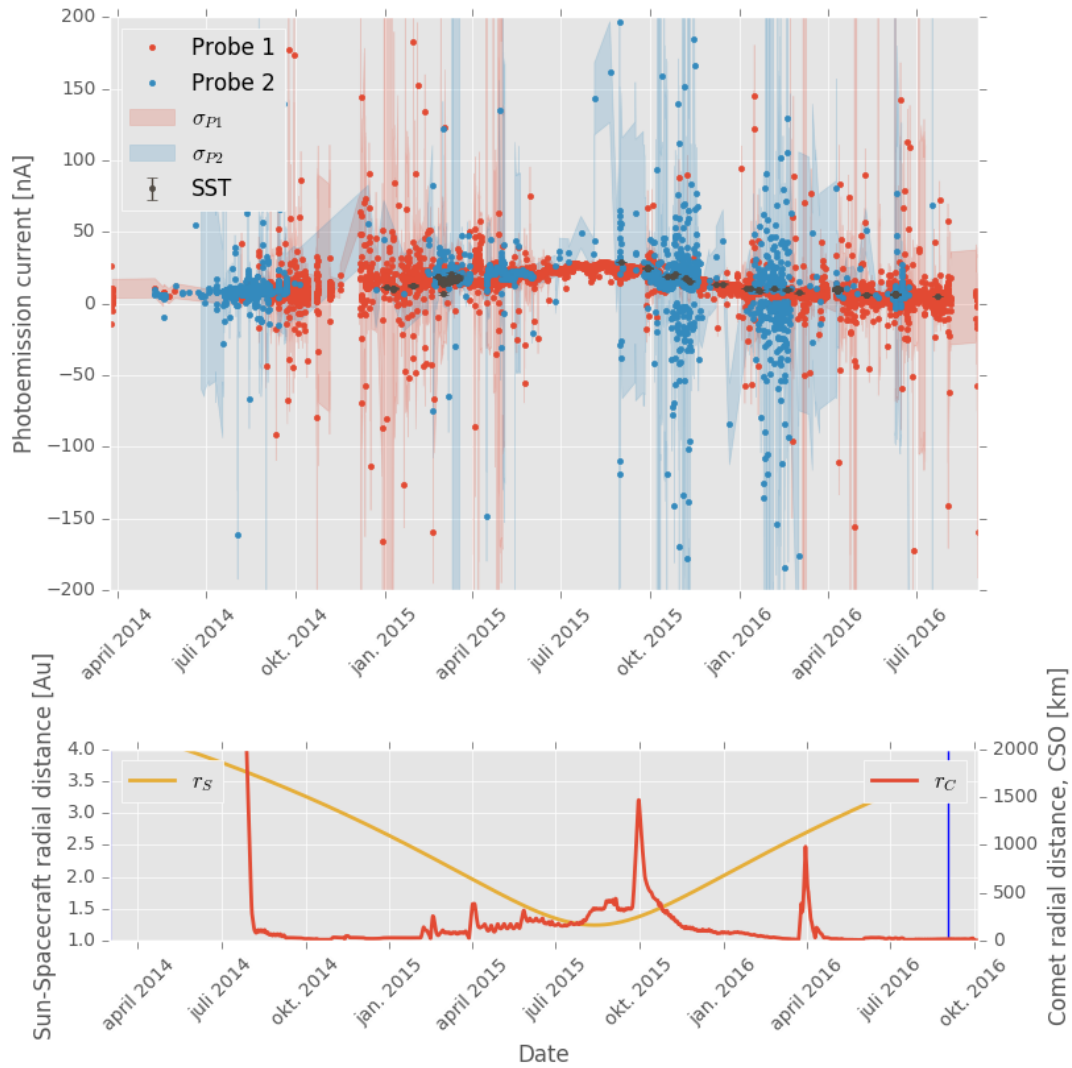 200
150
100
50
0
−50
−100
−150
−200
Photoemission current [nA]
Probe 1
Probe 2
σP1
σP2
SST
april 2014
juli 2014
okt. 2014
jan. 2015
april 2015
juli 2015
okt. 2015
jan. 2016
april 2016
juli 2016
Sun-Spacecraft radial distance [Au]
4.0
3.5
3.0
2.5
2.0
1.5
1.0
rS
rC
2000
1500
1000
500
0
Comet radial distance, CSO [km]
april 2014
juli 2014
okt. 2014
jan. 2015
april 2015
juli 2015
okt. 2015
jan. 2016
april 2016
juli 2016
okt. 2016
Date